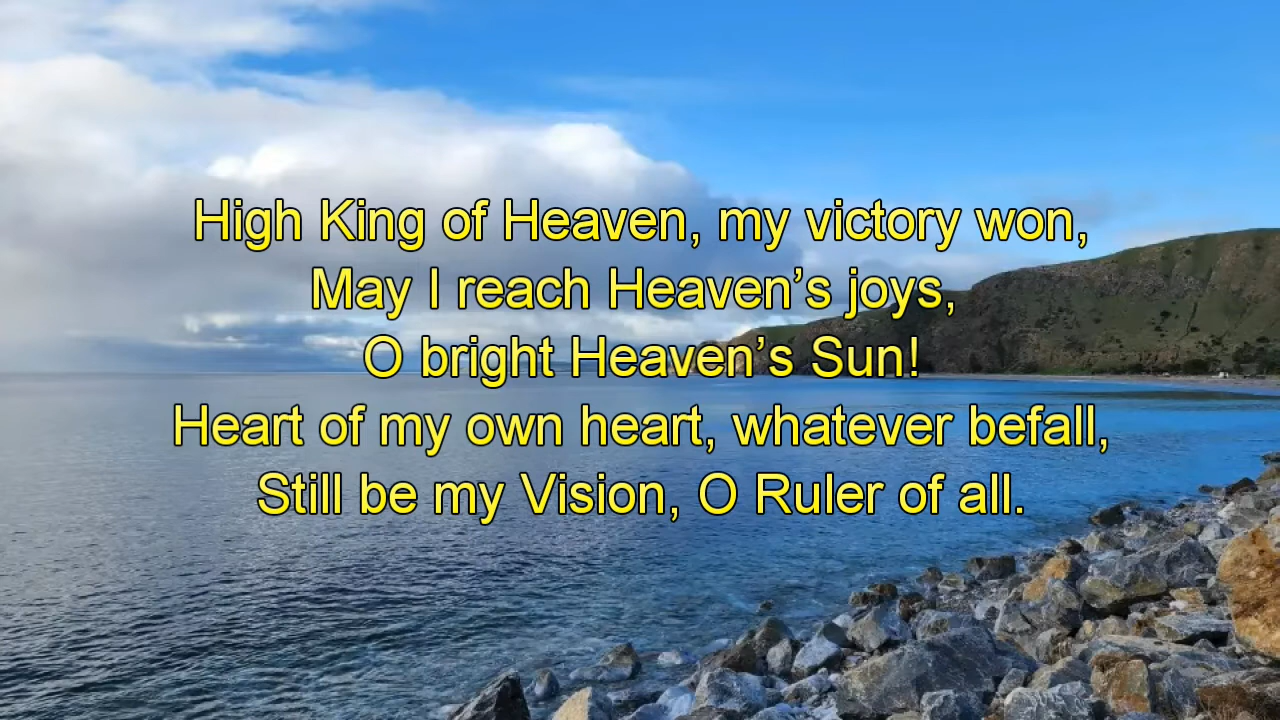 High King of Heaven, my victory won,
May I reach Heaven’s joys,
O bright Heaven’s Sun!
Heart of my own heart, whatever befall,
Still be my Vision, O Ruler of all.